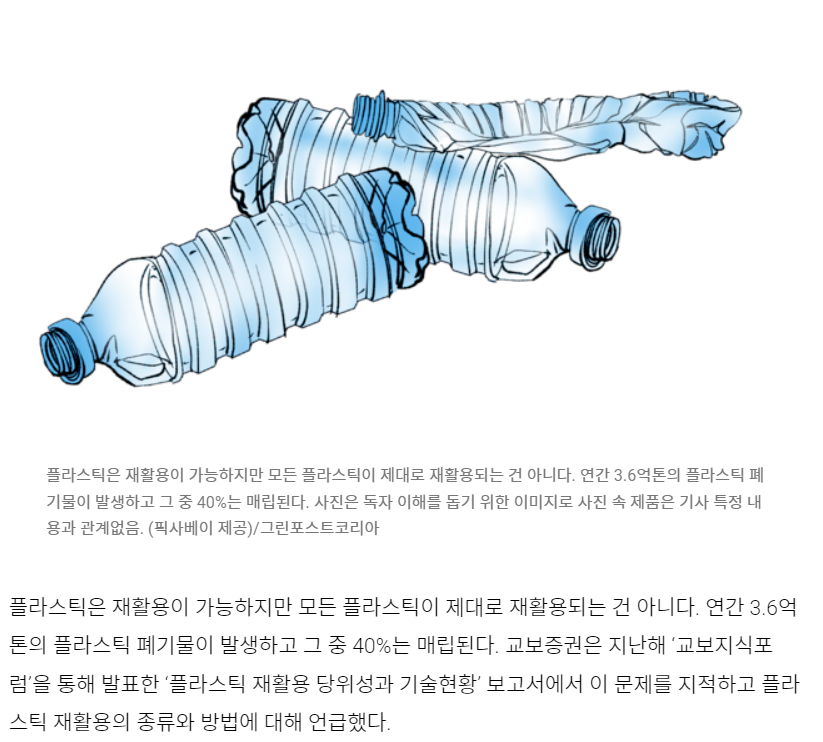 플라스틱은 재활용이 가능하지만 모든 플라스틱이 제대로 재활용되는 건 아니다. 연간 3.6억톤의 플라스틱 폐
기물이 발생하고 그 중 40%는 매립된다. 사진은 독자 이해를 돕기 위한 이미지로 사진 속 제품은 기사 특정 내
용과 관계없음. (픽사베이 제공)/그린포스트코리아
플라스틱은 재활용이 가능하지만 모든 플라스틱이 제대로 재활용되는 건 아니다. 연간 3.6억
톤의 플라스틱 폐기물이 발생하고 그 중 40%는 매립된다. 교보증권은 지난해 ‘교보지식포
럼’을 통해 발표한 ‘플라스틱 재활용 당위성과 기술현황’ 보고서에서 이 문제를 지적하고 플라
스틱 재활용의 종류와 방법에 대해 언급했다.